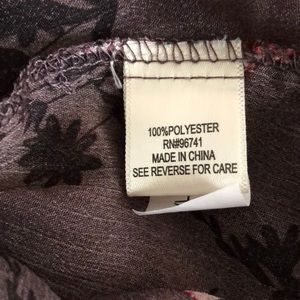 100%POLYESTER
RN#96741
MADE IN CHINA
SEE REVERSE FOR CARE